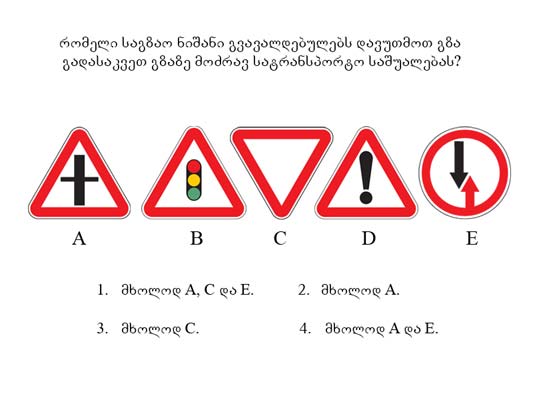 რომელი საგზაო ნიშანი გვავალდებულებს დავუთმოთ გზა
გადასაკვეთ გზაზე მოძრავ სატრანსპორტო საშუალებას?
A B C D E
1. მხოლოდ A, C და E. 2. მხოლოდ A.
3. მხოლოდ C. 4. მხოლოდ A და E.